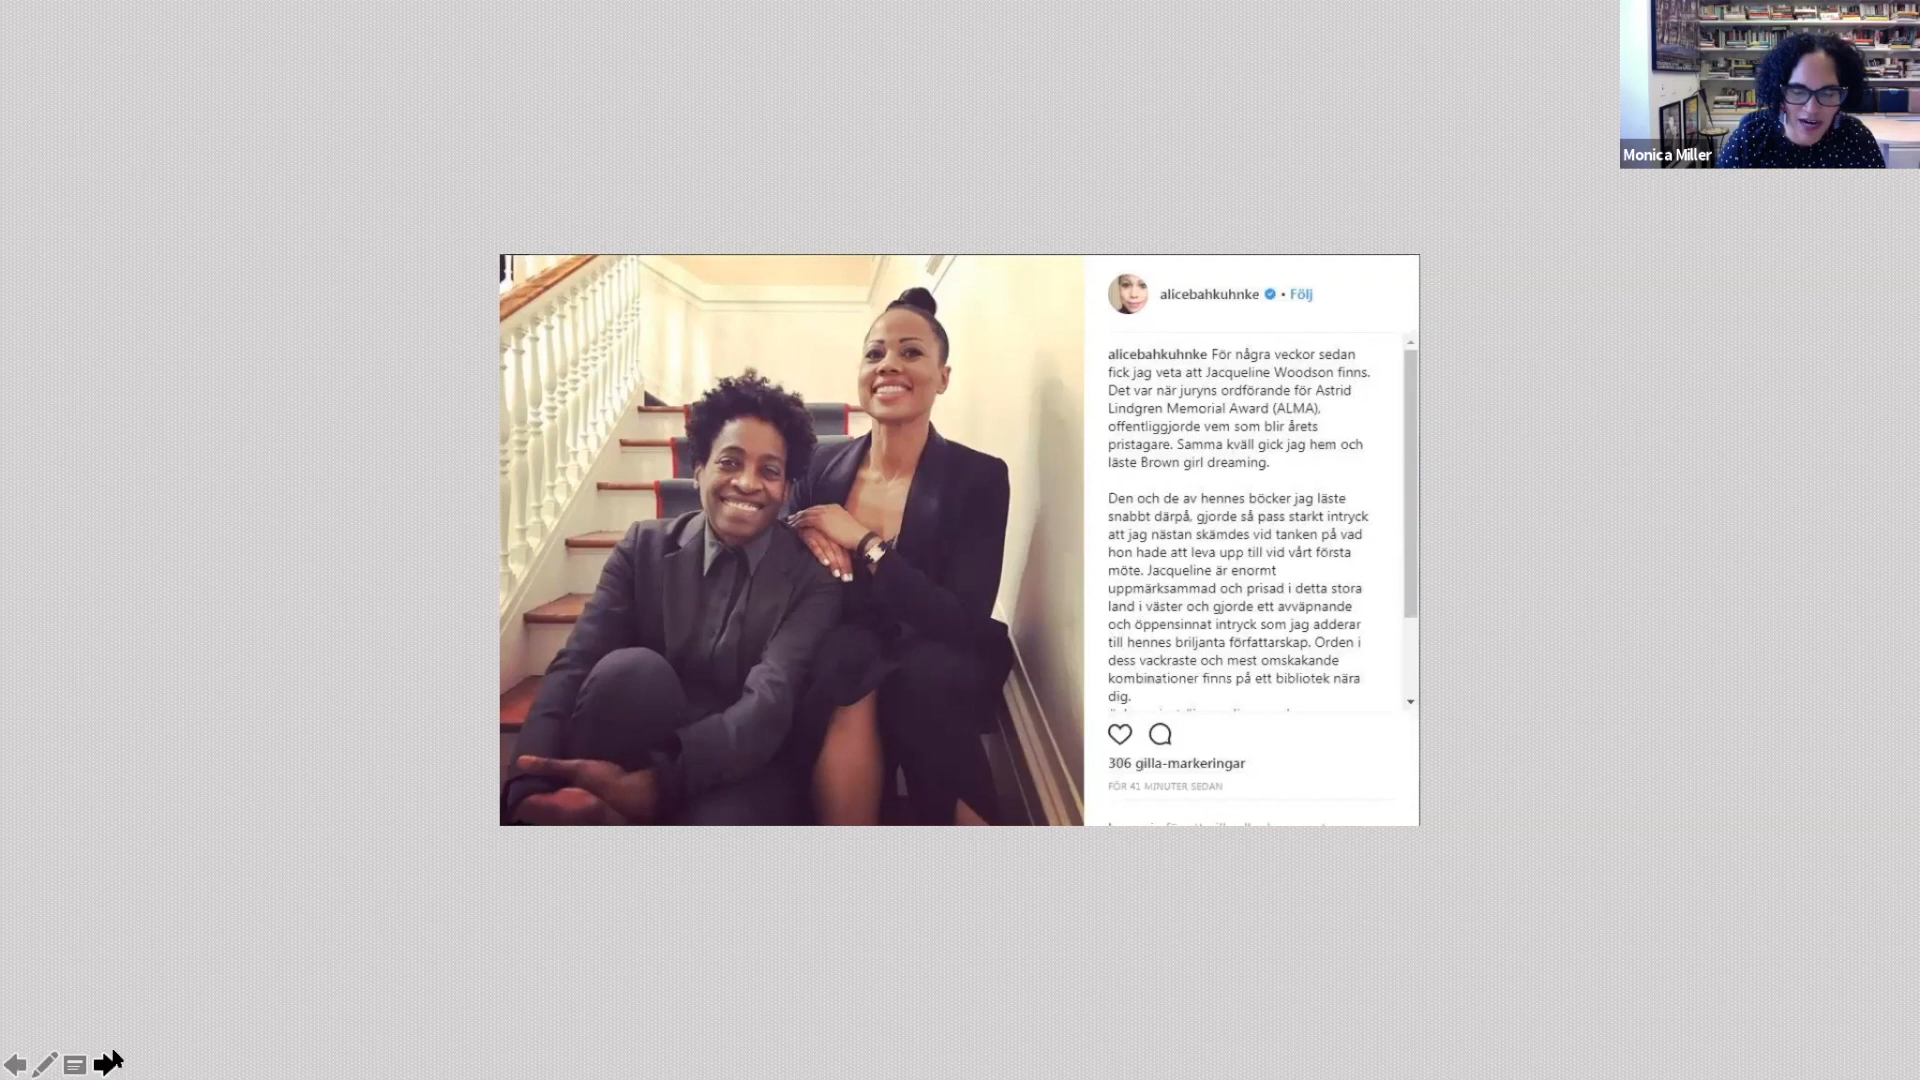 Monica Miller
alicebahkuhnke • Följ
alicebahkuhnke För några veckor sedan
fick jag veta att Jacqueline Woodson finns.
Det var när juryns ordförande för Astrid
Lindgren Memorial Award (ALMA),
offentliggjorde vem som blir årets
pristagare. Samma kväll gick jag hem och
läste Brown girl dreaming.
Den och de av hennes böcker jag läste
snabbt därpå, gjorde så pass starkt intryck
att jag nästan skämdes vid tanken på vad
hon hade att leva upp till vid vårt första
möte. Jacqueline är enormt
uppmärksammad och prisad i detta stora
land i väster och gjorde ett avväpnande
och öppensinnat intryck som jag adderar
till hennes briljanta författarskap. Orden i
dess vackraste och mest omskakande
kombinationer finns på ett bibliotek nära
dig.
306 gilla-markeringar
FÖR 41 MINUTER SEDAN